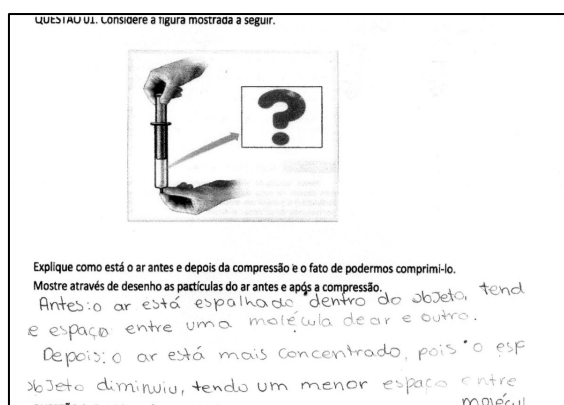 QUESTÃO 01. Considere a figura mostrada a seguir.
?
Explique como está o ar antes e depois da compressão e o fato de podermos comprimi-lo.
Mostre através de desenho as partículas do ar antes e após a compressão.
Antes: o ar está espalhado dentro do objeto, tend
e espaço entre uma molécula de ar e outro.
Depois: o ar está mais concentrado, pois o esp
objeto diminuiu, tendo um menor espaço entre
molécul